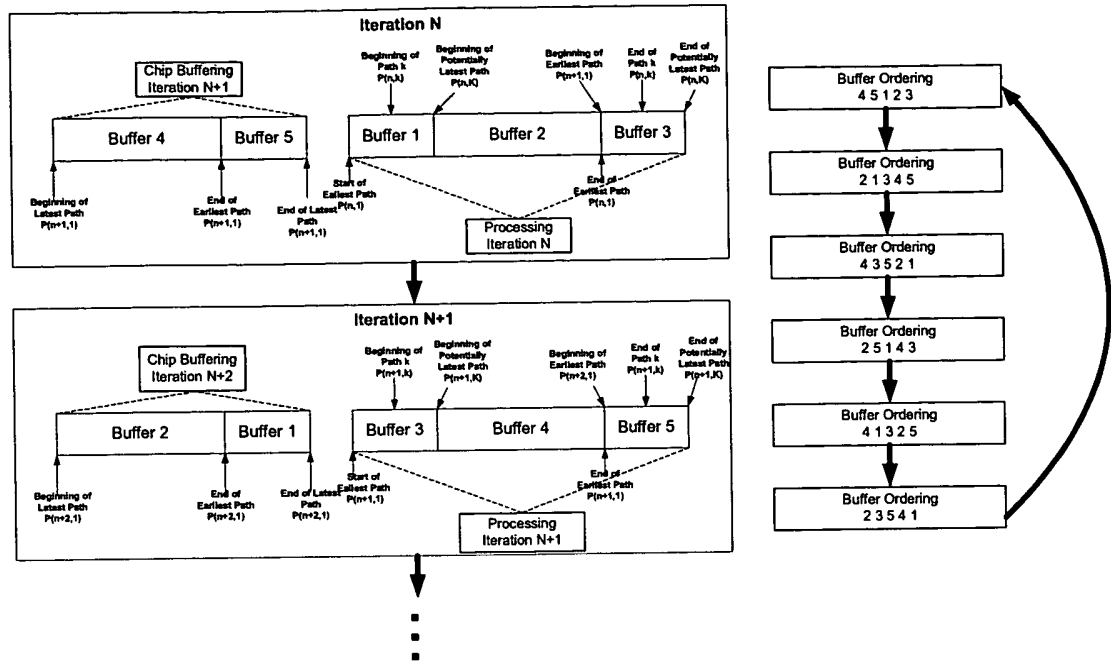 Iteration N
Chip Buffering
Iteration N+1
Beginning of
Path k
P(n,k)
Beginning of
Potentially
Latest Path
P(n,K)
Beginning of
Earliest Path
P(n+1,1)
End of
Path k
P(n,k)
End of
Potentially
Latest Path
P(n,K)
Buffer 4
Buffer 5
Buffer 1
Buffer 2
Buffer 3
Beginning of
Latest Path
P(n+1,1)
End of
Earliest Path
P(n+1,1)
End of Latest
Path
P(n+1,1)
Start of
Eailest Path
P(n,1)
End of
Earliest Path
P(n,1)
Processing
Iteration N
Iteration N+1
Chip Buffering
Iteration N+2
Beginning of
Path k
P(n+1,k)
Beginning of
Potentially
Latest Path
P(n+1,K)
Beginning of
Earliest Path
P(n+2,1)
End of
Path k
P(n+1,k)
End of
Potentially
Latest Path
P(n+1,K)
Buffer 2
Buffer 1
Buffer 3
Buffer 4
Buffer 5
Beginning of
Latest Path
P(n+2,1)
End of
Earliest Path
P(n+2,1)
End of Latest
Path
P(n+2,1)
Start of
Eailest Path
P(n+1,1)
End of
Earliest Path
P(n+1,1)
Processing
Iteration N+1
Buffer Ordering
4 5 1 2 3
Buffer Ordering
2 1 3 4 5
Buffer Ordering
4 3 5 2 1
Buffer Ordering
2 5 1 4 3
Buffer Ordering
4 1 3 2 5
Buffer Ordering
2 3 5 4 1